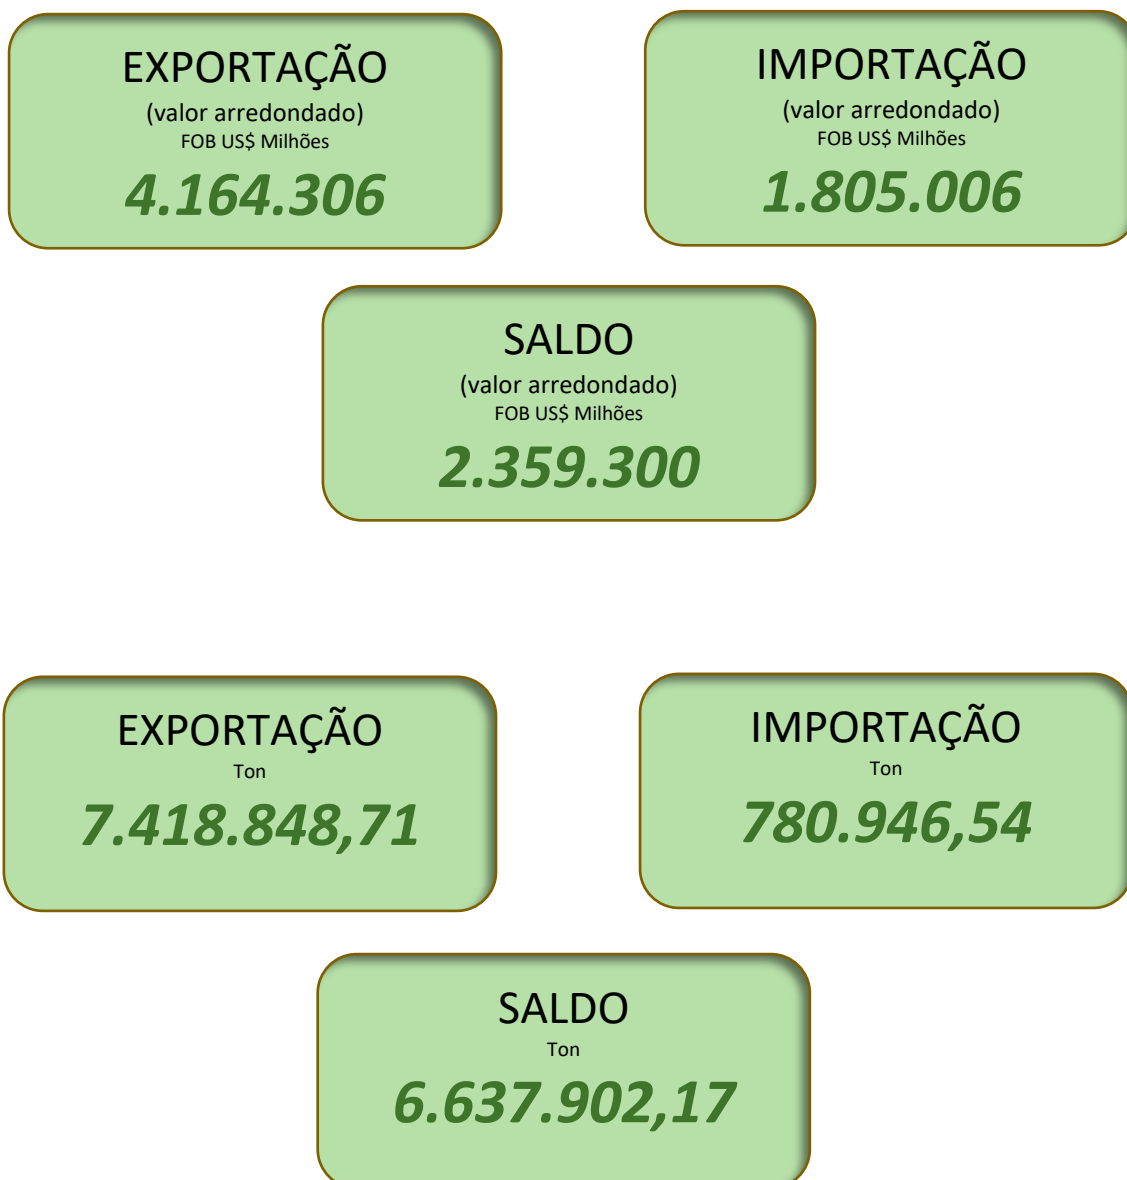 EXPORTAÇÃO
(valor arredondado)
FOB US$ Milhões
4.164.306
IMPORTAÇÃO
(valor arredondado)
FOB US$ Milhões
1.805.006
SALDO
(valor arredondado)
FOB US$ Milhões
2.359.300
EXPORTAÇÃO
Ton
7.418.848,71
IMPORTAÇÃO
Ton
780.946,54
SALDO
Ton
6.637.902,17